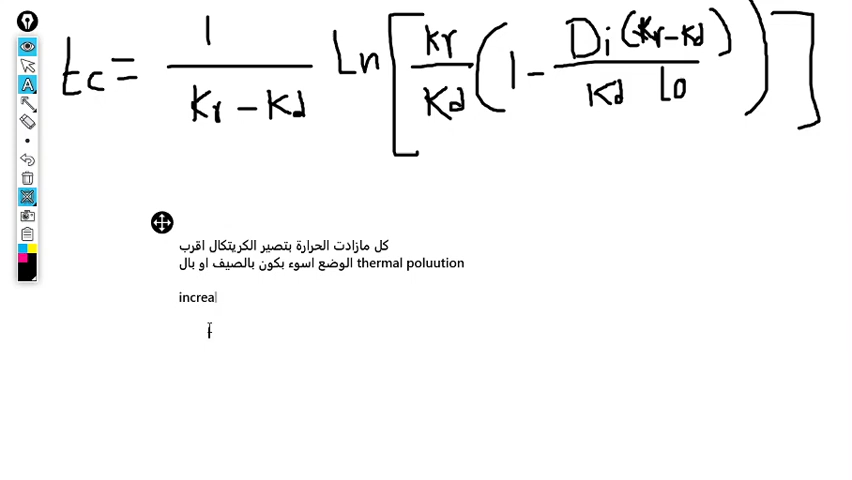 tc = 1 / (Kr - Kd) Ln [ Kr / Kd ( 1 - Di (Kr - Kd) / Kd Lo ) ]
كل مازادت الحرارة بتصير الكريتكال اقرب
الوضع اسوء بكون بالصيف او بال thermal poluution
increa